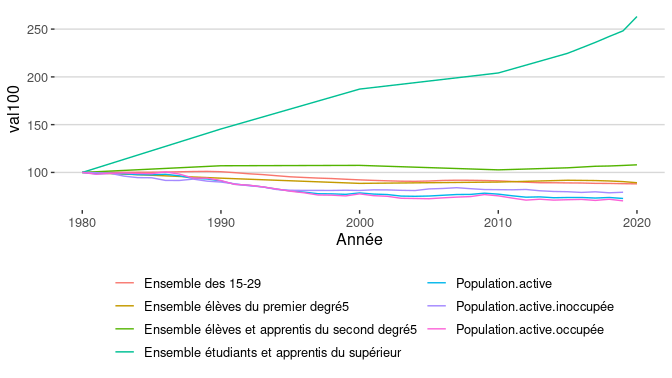 250
200
150
100
val100
1980
1990
2000
2010
2020
Année
Ensemble des 15-29
Ensemble élèves du premier degré5
Ensemble élèves et apprentis du second degré5
Ensemble étudiants et apprentis du supérieur
Population.active
Population.active.inoccupée
Population.active.occupée